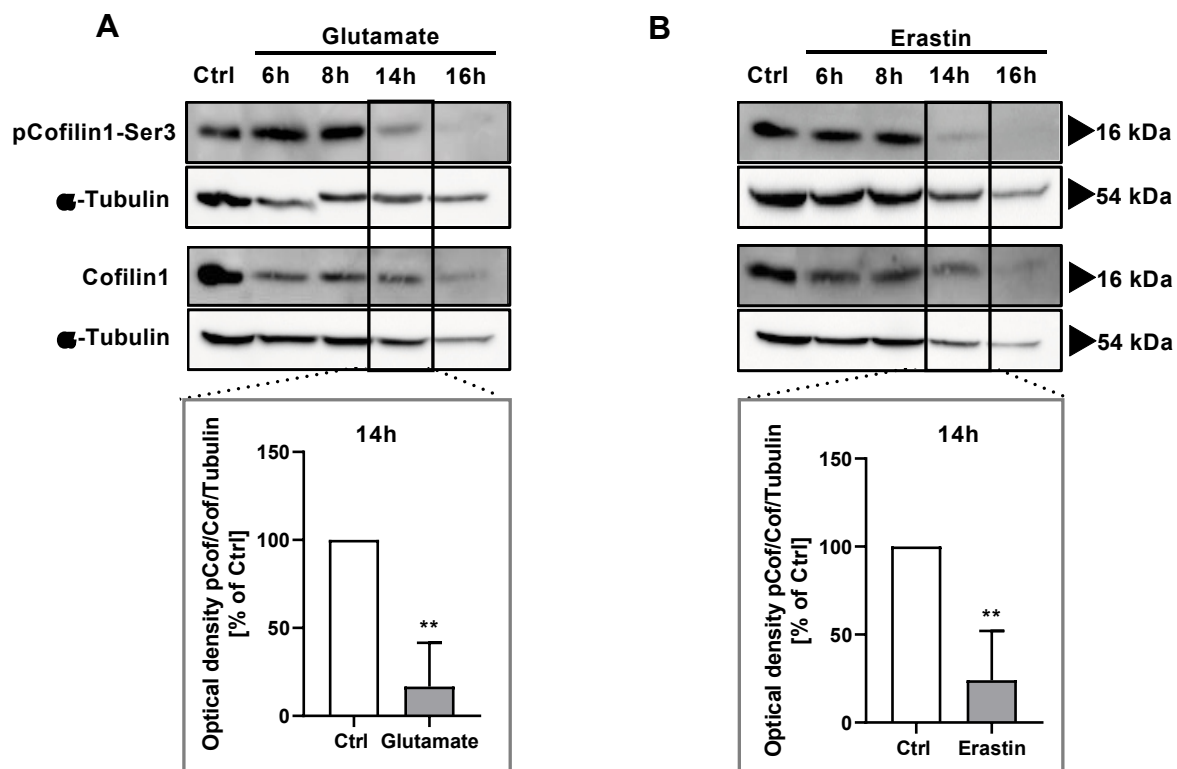 A
Glutamate
Ctrl 6h 8h 14h 16h
pCofilin1-Ser3
α-Tubulin
Cofilin1
α-Tubulin
14h
Optical density pCof/Cof/Tubulin
[% of Ctrl]
150
100
50
0
**
Ctrl Glutamate
B
Erastin
Ctrl 6h 8h 14h 16h
16 kDa
54 kDa
16 kDa
54 kDa
14h
Optical density pCof/Cof/Tubulin
[% of Ctrl]
150
100
50
0
**
Ctrl Erastin